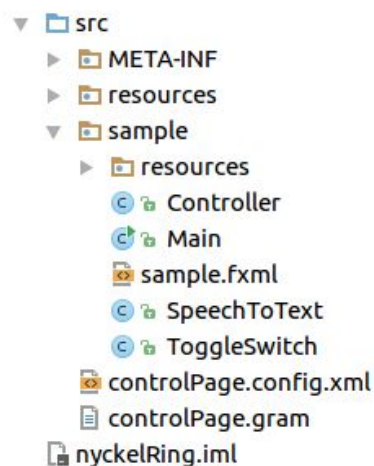 src
META-INF
resources
sample
resources
Controller
Main
sample.fxml
SpeechToText
ToggleSwitch
controlPage.config.xml
controlPage.gram
nyckelRing.iml